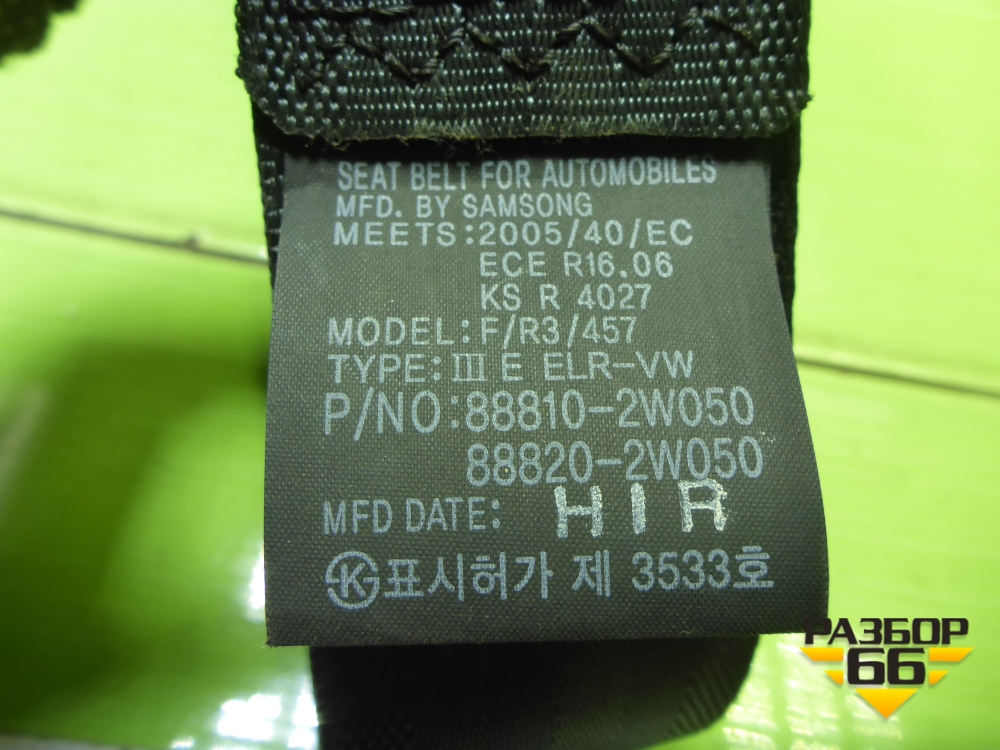 SEAT BELT FOR AUTOMOBILES
MFD. BY SAMSONG
MEETS:2005/40/EC
ECE R16.06
KS R 4027
MODEL:F/R3/457
TYPE:III E ELR-VW
P/NO:88810-2W050
88820-2W050
MFD DATE: H1R
㉿표시허가 제 3533호
РАЗБОР
66